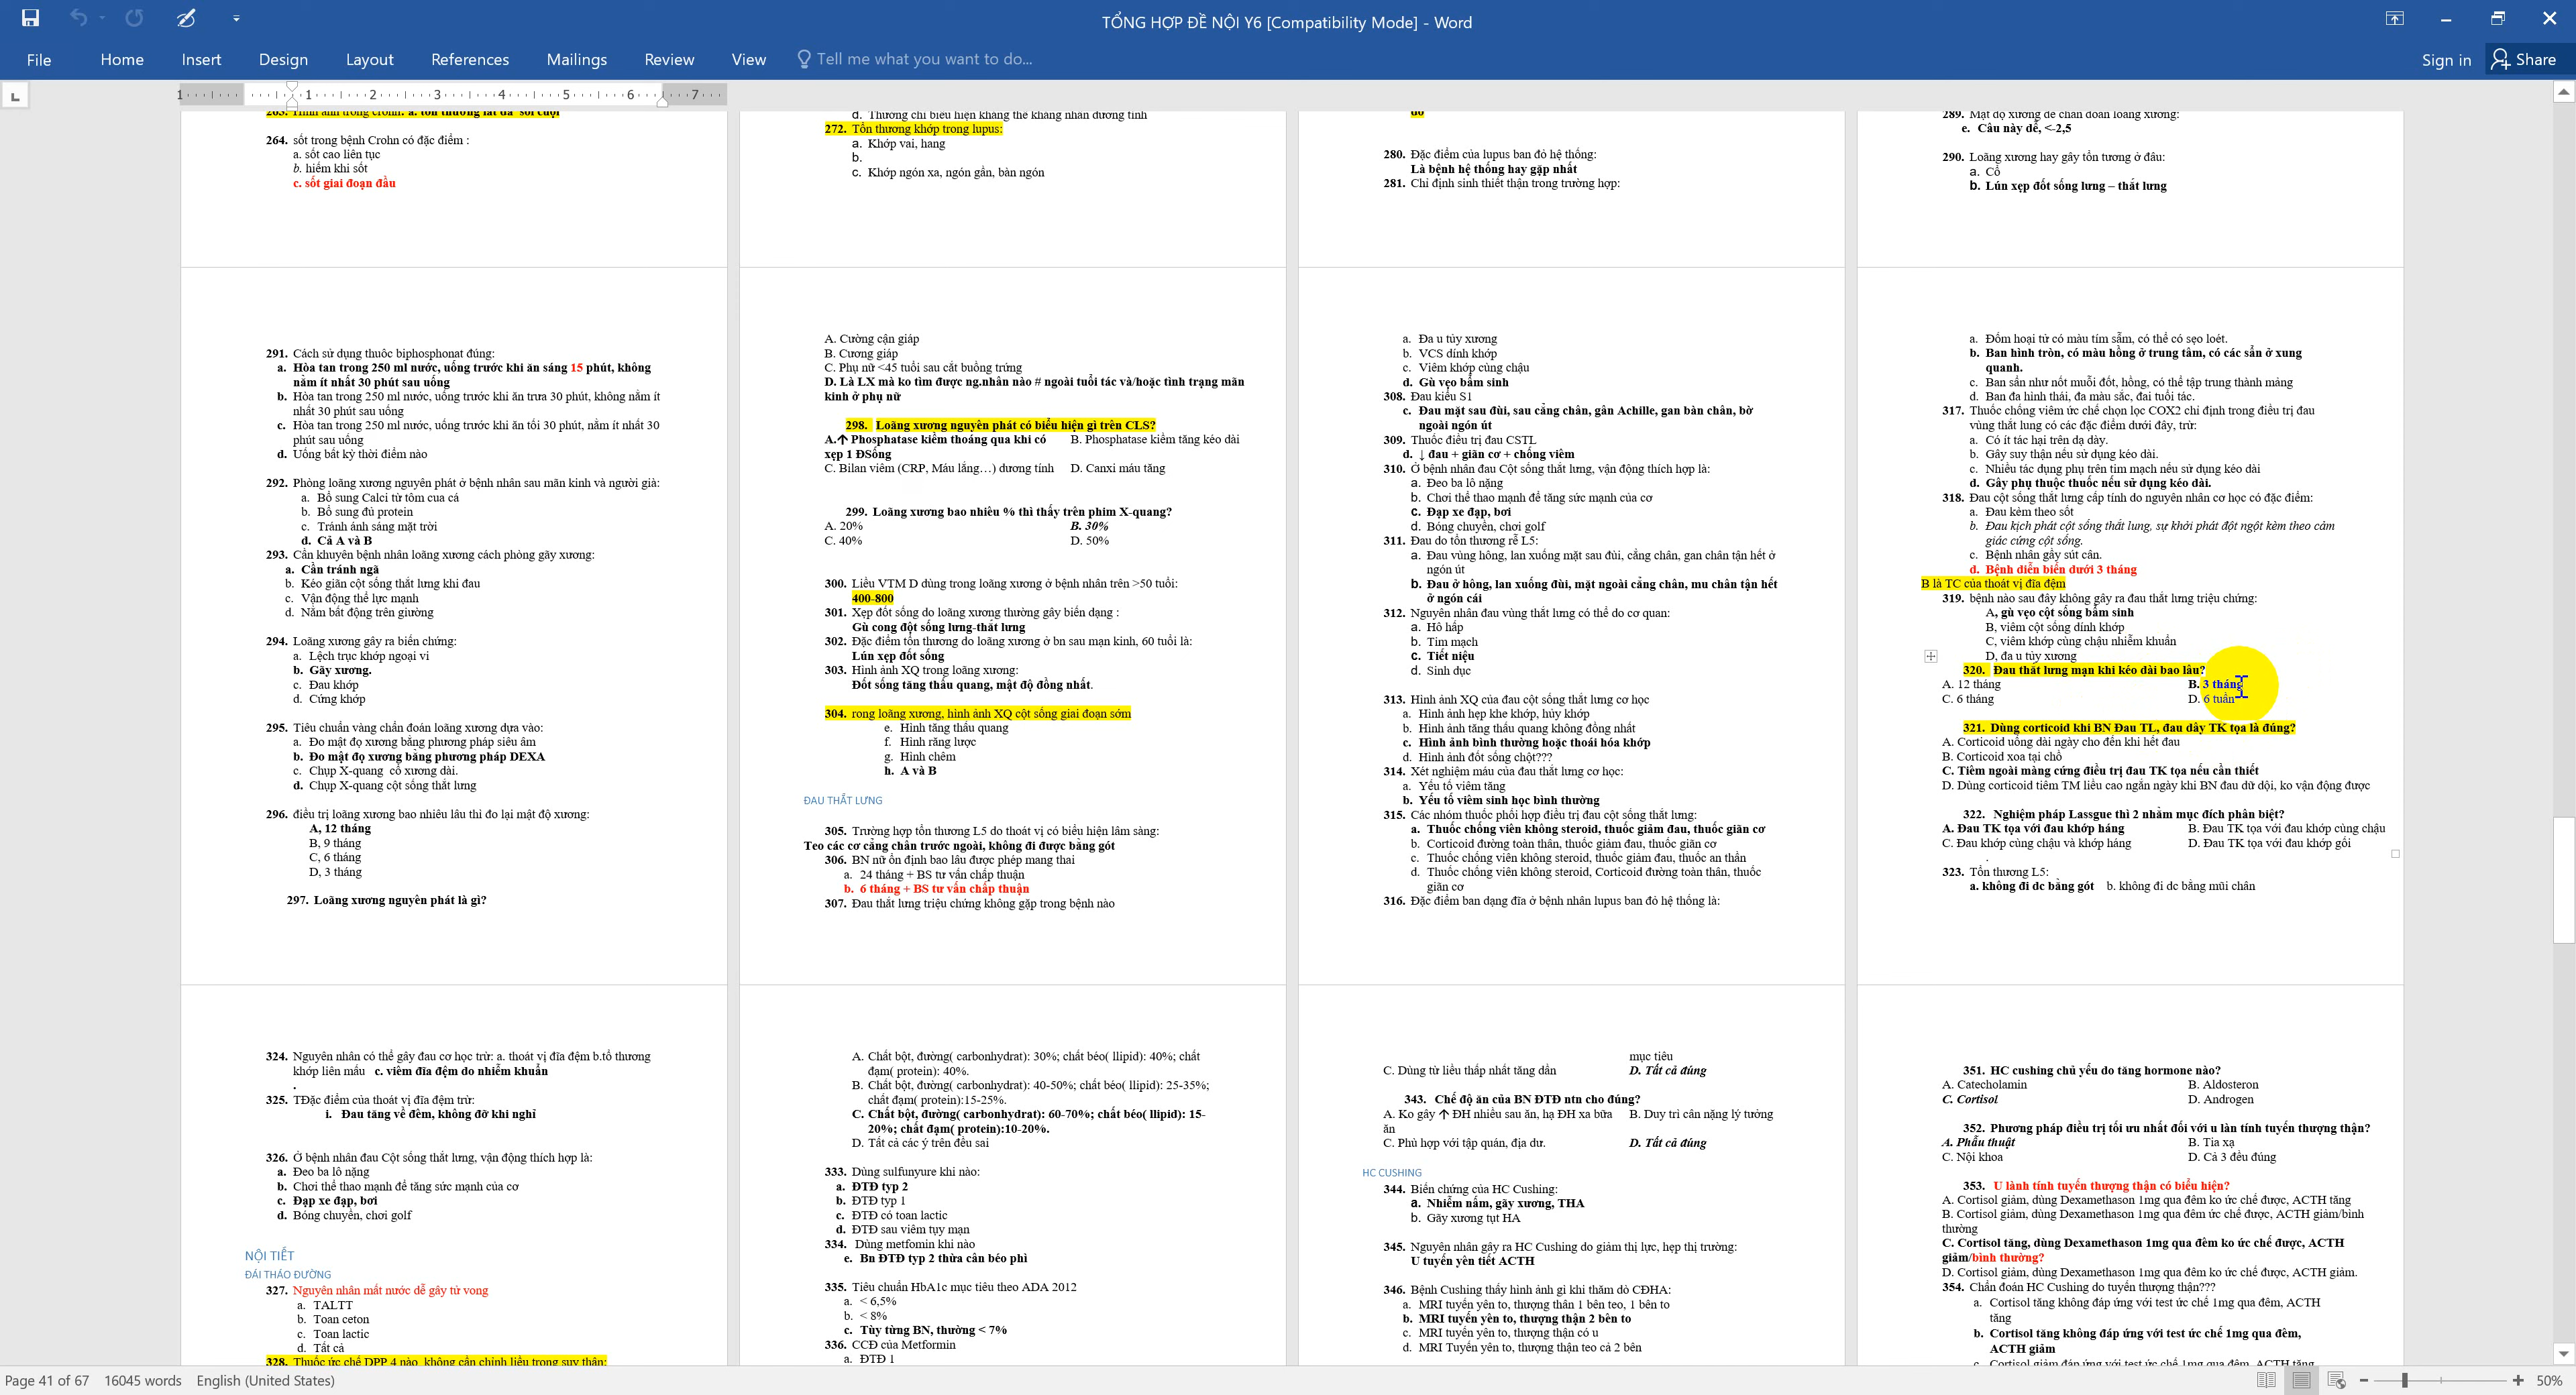 TỔNG HỢP ĐỀ NỘI Y6 [Compatibility Mode] - Word
File Home Insert Design Layout References Mailings Review View Tell me what you want to do... Sign in Share
264. sốt trong bệnh Crohn có đặc điểm :
a. sốt cao liên tục
b. hiếm khi sốt
c. sốt giai đoạn đầu
291. Cách sử dụng thuôc biphosphonat đúng:
a. Hòa tan trong 250 ml nước, uống trước khi ăn sáng 15 phút, không
nằm ít nhất 30 phút sau uống
b. Hòa tan trong 250 ml nước, uống trước khi ăn trưa 30 phút, không nằm ít
nhất 30 phút sau uống
c. Hòa tan trong 250 ml nước, uống trước khi ăn tối 30 phút, nằm ít nhất 30
phút sau uống
d. Uống bất kỳ thời điểm nào
292. Phòng loãng xương nguyên phát ở bệnh nhân sau mãn kinh và người già:
a. Bổ sung Calci từ tôm cua cá
b. Bổ sung đủ protein
c. Tránh ánh sáng mặt trời
d. Cả A và B
293. Cần khuyên bệnh nhân loãng xương cách phòng gãy xương:
a. Cần tránh ngã
b. Kéo giãn cột sống thắt lưng khi đau
c. Vận động thể lực mạnh
d. Nằm bất động trên giường
294. Loãng xương gây ra biến chứng:
a. Lệch trục khớp ngoại vi
b. Gãy xương.
c. Đau khớp
d. Cứng khớp
295. Tiêu chuẩn vàng chẩn đoán loãng xương dựa vào:
a. Đo mật đọ xương bằng phương pháp siêu âm
b. Đo mật đọ xương bằng phương pháp DEXA
c. Chụp X-quang cổ xương dài.
d. Chụp X-quang cột sống thắt lưng
296. điều trị loãng xương bao nhiêu lâu thì đo lại mật độ xương:
A, 12 tháng
B, 9 tháng
C, 6 tháng
D, 3 tháng
297. Loãng xương nguyên phát là gì?
324. Nguyên nhân có thể gây đau cơ học trừ: a. thoát vị đĩa đệm b.tổ thương
khớp liên mấu c. viêm đĩa đệm do nhiễm khuẩn
.
325. TĐặc điểm của thoát vị đĩa đệm trừ:
i. Đau tăng về đêm, không đỡ khi nghỉ
326. Ở bệnh nhân đau Cột sống thắt lưng, vận động thích hợp là:
a. Đeo ba lô nặng
b. Chơi thể thao mạnh để tăng sức mạnh của cơ
c. Đạp xe đạp, bơi
d. Bóng chuyền, chơi golf
NỘI TIẾT
ĐÁI THÁO ĐƯỜNG
327. Nguyên nhân mất nước dễ gây tử vong
a. TALTT
b. Toan ceton
c. Toan lactic
d. Tất cả
328. Thuốc ức chế DPP 4 nào, không cần chỉnh liều trong suy thận:
d. Thường chỉ biểu hiện kháng thể kháng nhân dương tính
272. Tổn thương khớp trong lupus:
a. Khớp vai, hang
b.
c. Khớp ngón xa, ngón gần, bàn ngón
A. Cường cận giáp
B. Cương giáp
C. Phụ nữ <45 tuổi sau cắt buồng trứng
D. Là LX mà ko tìm được ng.nhân nào # ngoài tuổi tác và/hoặc tình trạng mãn
kinh ở phụ nữ
298. Loãng xương nguyên phát có biểu hiện gì trên CLS?
A.↑ Phosphatase kiềm thoáng qua khi có B. Phosphatase kiềm tăng kéo dài
xẹp 1 ĐSống
C. Bilan viêm (CRP, Máu lắng…) dương tính D. Canxi máu tăng
299. Loãng xương bao nhiêu % thì thấy trên phim X-quang?
A. 20% B. 30%
C. 40% D. 50%
300. Liều VTM D dùng trong loãng xương ở bệnh nhân trên >50 tuổi:
400-800
301. Xẹp đốt sống do loãng xương thường gây biến dạng :
Gù cong đột sống lưng-thắt lưng
302. Đặc điểm tổn thương do loãng xương ở bn sau mạn kinh, 60 tuổi là:
Lún xẹp đốt sống
303. Hình ảnh XQ trong loãng xương:
Đốt sống tăng thấu quang, mật độ đồng nhất.
304. rong loãng xương, hình ảnh XQ cột sống giai đoạn sớm
e. Hình tăng thấu quang
f. Hình răng lược
g. Hình chêm
h. A và B
ĐAU THẮT LƯNG
305. Trường hợp tổn thương L5 do thoát vị có biểu hiện lâm sàng:
Teo các cơ cẳng chân trước ngoài, không đi được bằng gót
306. BN nữ ổn định bao lâu được phép mang thai
a. 24 tháng + BS tư vấn chấp thuận
b. 6 tháng + BS tư vấn chấp thuận
307. Đau thắt lưng triệu chứng không gặp trong bệnh nào
A. Chất bột, đường( carbonhydrat): 30%; chất béo( llipid): 40%; chất
đạm( protein): 40%.
B. Chất bột, đường( carbonhydrat): 40-50%; chất béo( llipid): 25-35%;
chất đạm( protein):15-25%.
C. Chất bột, đường( carbonhydrat): 60-70%; chất béo( llipid): 15-
20%; chất đạm( protein):10-20%.
D. Tất cả các ý trên đều sai
333. Dùng sulfunyure khi nào:
a. ĐTĐ typ 2
b. ĐTĐ typ 1
c. ĐTĐ có toan lactic
d. ĐTĐ sau viêm tụy mạn
334. Dùng metfomin khi nào
e. Bn ĐTĐ typ 2 thừa cân béo phì
335. Tiêu chuẩn HbA1c mục tiêu theo ADA 2012
a. < 6,5%
b. < 8%
c. Tùy từng BN, thường < 7%
336. CCĐ của Metformin
a. ĐTĐ 1
280. Đặc điểm của lupus ban đỏ hệ thống:
Là bệnh hệ thống hay gặp nhất
281. Chỉ định sinh thiết thận trong trường hợp:
a. Đa u tủy xương
b. VCS dính khớp
c. Viêm khớp cùng chậu
d. Gù vẹo bẩm sinh
308. Đau kiểu S1
c. Đau mặt sau đùi, sau cẳng chân, gân Achille, gan bàn chân, bờ
ngoài ngón út
309. Thuốc điều trị đau CSTL
d. ↓ đau + giãn cơ + chống viêm
310. Ở bệnh nhân đau Cột sống thắt lưng, vận động thích hợp là:
a. Đeo ba lô nặng
b. Chơi thể thao mạnh để tăng sức mạnh của cơ
c. Đạp xe đạp, bơi
d. Bóng chuyền, chơi golf
311. Đau do tổn thương rễ L5:
a. Đau vùng hông, lan xuống mặt sau đùi, cẳng chân, gan chân tận hết ở
ngón út
b. Đau ở hông, lan xuống đùi, mặt ngoài cẳng chân, mu chân tận hết
ở ngón cái
312. Nguyên nhân đau vùng thắt lưng có thể do cơ quan:
a. Hô hấp
b. Tim mạch
c. Tiết niệu
d. Sinh dục
313. Hình ảnh XQ của đau cột sống thắt lưng cơ học
a. Hình ảnh hẹp khe khớp, hủy khớp
b. Hình ảnh tăng thấu quang không đồng nhất
c. Hình ảnh bình thường hoặc thoái hóa khớp
d. Hình ảnh đốt sống chột???
314. Xét nghiệm máu của đau thắt lưng cơ học:
a. Yếu tố viêm tăng
b. Yếu tố viêm sinh học bình thường
315. Các nhóm thuốc phối hợp điều trị đau cột sống thắt lưng:
a. Thuốc chống viên không steroid, thuốc giảm đau, thuốc giãn cơ
b. Corticoid đường toàn thân, thuốc giảm đau, thuốc giãn cơ
c. Thuốc chống viên không steroid, thuốc giảm đau, thuốc an thần
d. Thuốc chống viên không steroid, Corticoid đường toàn thân, thuốc
giãn cơ
316. Đặc điểm ban dạng đĩa ở bệnh nhân lupus ban đỏ hệ thống là:
mục tiêu
C. Dùng từ liều thấp nhất tăng dần D. Tất cả đúng
343. Chế độ ăn của BN ĐTĐ ntn cho đúng?
A. Ko gây ↑ ĐH nhiều sau ăn, hạ ĐH xa bữa B. Duy trì cân nặng lý tưởng
ăn
C. Phù hợp với tập quán, địa dư. D. Tất cả đúng
HC CUSHING
344. Biến chứng của HC Cushing:
a. Nhiễm nấm, gãy xương, THA
b. Gãy xương tụt HA
345. Nguyên nhân gây ra HC Cushing do giảm thị lực, hẹp thị trường:
U tuyến yên tiết ACTH
346. Bệnh Cushing thấy hình ảnh gì khi thăm dò CĐHA:
a. MRI tuyến yên to, thượng thân 1 bên teo, 1 bên to
b. MRI tuyến yên to, thượng thận 2 bên to
c. MRI tuyến yên to, thượng thận có u
d. MRI Tuyến yên to, thượng thận teo cả 2 bên
289. Mật độ xương để chẩn đoán loãng xương:
e. Câu này dễ, <-2,5
290. Loãng xương hay gây tổn tương ở đâu:
a. Cổ
b. Lún xẹp đốt sống lưng – thắt lưng
a. Đốm hoại tử có màu tím sẫm, có thể có sẹo loét.
b. Ban hình tròn, có màu hồng ở trung tâm, có các sẩn ở xung
quanh.
c. Ban sẩn như nốt muỗi đốt, hồng, có thể tập trung thành mảng
d. Ban đa hình thái, đa màu sắc, đai tuổi tác.
317. Thuốc chống viêm ức chế chọn lọc COX2 chỉ định trong điều trị đau
vùng thắt lưng có các đặc điểm dưới đây, trừ:
a. Có ít tác hại trên dạ dày.
b. Gây suy thận nếu sử dụng kéo dài.
c. Nhiều tác dụng phụ trên tim mạch nếu sử dụng kéo dài
d. Gây phụ thuộc thuốc nếu sử dụng kéo dài.
318. Đau cột sống thắt lưng cấp tính do nguyên nhân cơ học có đặc điểm:
a. Đau kèm theo sốt
b. Đau kịch phát cột sống thắt lung, sự khởi phát đột ngột kèm theo cảm
giác cứng cột sống.
c. Bệnh nhân gầy sút cân.
d. Bệnh diễn biến dưới 3 tháng
B là TC của thoát vị đĩa đệm
319. bệnh nào sau đây không gây ra đau thắt lưng triệu chứng:
A, gù vẹo cột sống bẩm sinh
B, viêm cột sống dính khớp
C, viêm khớp cùng chậu nhiễm khuẩn
D, đa u tủy xương
320. Đau thắt lưng mạn khi kéo dài bao lâu?
A. 12 tháng B. 3 tháng
C. 6 tháng D. 6 tuần
321. Dùng corticoid khi BN Đau TL, đau dây TK tọa là đúng?
A. Corticoid uống dài ngày cho đến khi hết đau
B. Corticoid xoa tại chỗ
C. Tiêm ngoài màng cứng điều trị đau TK tọa nếu cần thiết
D. Dùng corticoid tiêm TM liều cao ngắn ngày khi BN đau dữ dội, ko vận động được
322. Nghiệm pháp Lassgue thì 2 nhằm mục đích phân biệt?
A. Đau TK tọa với đau khớp háng B. Đau TK tọa với đau khớp cùng chậu
C. Đau khớp cùng chậu và khớp háng D. Đau TK tọa với đau khớp gối
.
323. Tổn thương L5:
a. không đi dc bằng gót b. không đi dc bằng mũi chân
351. HC cushing chủ yếu do tăng hormone nào?
A. Catecholamin B. Aldosteron
C. Cortisol D. Androgen
352. Phương pháp điều trị tối ưu nhất đối với u làn tính tuyến thượng thận?
A. Phẫu thuật B. Tia xạ
C. Nội khoa D. Cả 3 đều đúng
353. U lành tính tuyến thượng thận có biểu hiện?
A. Cortisol giảm, dùng Dexamethason 1mg qua đêm ko ức chế được, ACTH tăng
B. Cortisol giảm, dùng Dexamethason 1mg qua đêm ức chế được, ACTH giảm/bình
thường
C. Cortisol tăng, dùng Dexamethason 1mg qua đêm ko ức chế được, ACTH
giảm/bình thường?
D. Cortisol giảm, dùng Dexamethason 1mg qua đêm ko ức chế được, ACTH giảm.
354. Chẩn đoán HC Cushing do tuyến thượng thận???
a. Cortisol tăng không đáp ứng với test ức chế 1mg qua đêm, ACTH
tăng
b. Cortisol tăng không đáp ứng với test ức chế 1mg qua đêm,
ACTH giảm
c. Cortisol giảm đáp ứng với test ức chế 1mg qua đêm, ACTH tăng
Page 41 of 67 16045 words English (United States) 50%